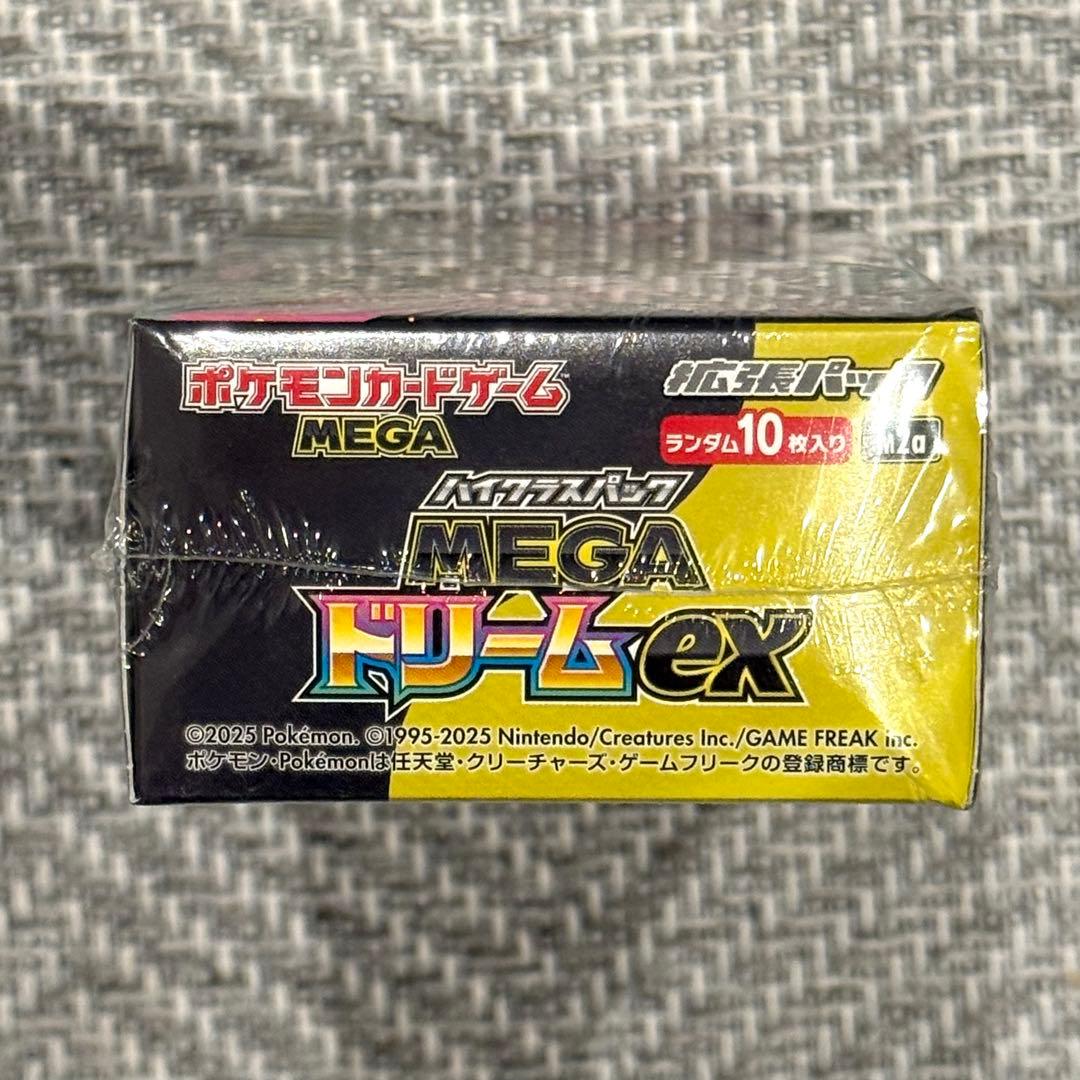 ポケモンカードゲーム™
MEGA
拡張パック
ランダム10枚入り M2a
ハイクラスパック
MEGA
ドリームex
©2025 Pokémon. ©1995-2025 Nintendo/Creatures Inc./GAME FREAK inc.
ポケモン・Pokémonは任天堂・クリーチャーズ・ゲームフリークの登録商標です。